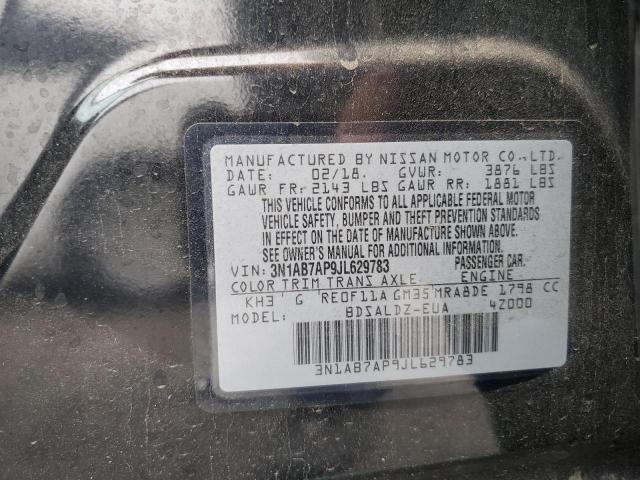 MANUFACTURED BY NISSAN MOTOR CO., LTD.
DATE: 02/18. GVWR: 3876 LBS
GAWR FR: 2143 LBS GAWR RR: 1881 LBS
THIS VEHICLE CONFORMS TO ALL APPLICABLE FEDERAL MOTOR
VEHICLE SAFETY, BUMPER AND THEFT PREVENTION STANDARDS
IN EFFECT ON THE DATE OF MANUFACTURE SHOWN ABOVE.
SEE OWNER'S MANUAL FOR ADDITIONAL INFORMATION.
VIN: 3N1AB7AP9JL629783 PASSENGER CAR.
COLOR TRIM TRANS AXLE. ENGINE
KH3 G RE0F11A GM35 MRA8DE 1798 CC
MODEL: BDSALDZ-EUA 4Z000
3N1AB7AP9JL629783